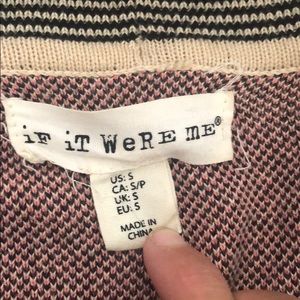 iF iT WeRE ME®
US: S
CA: S/P
UK: S
EU: S
MADE IN
CHINA